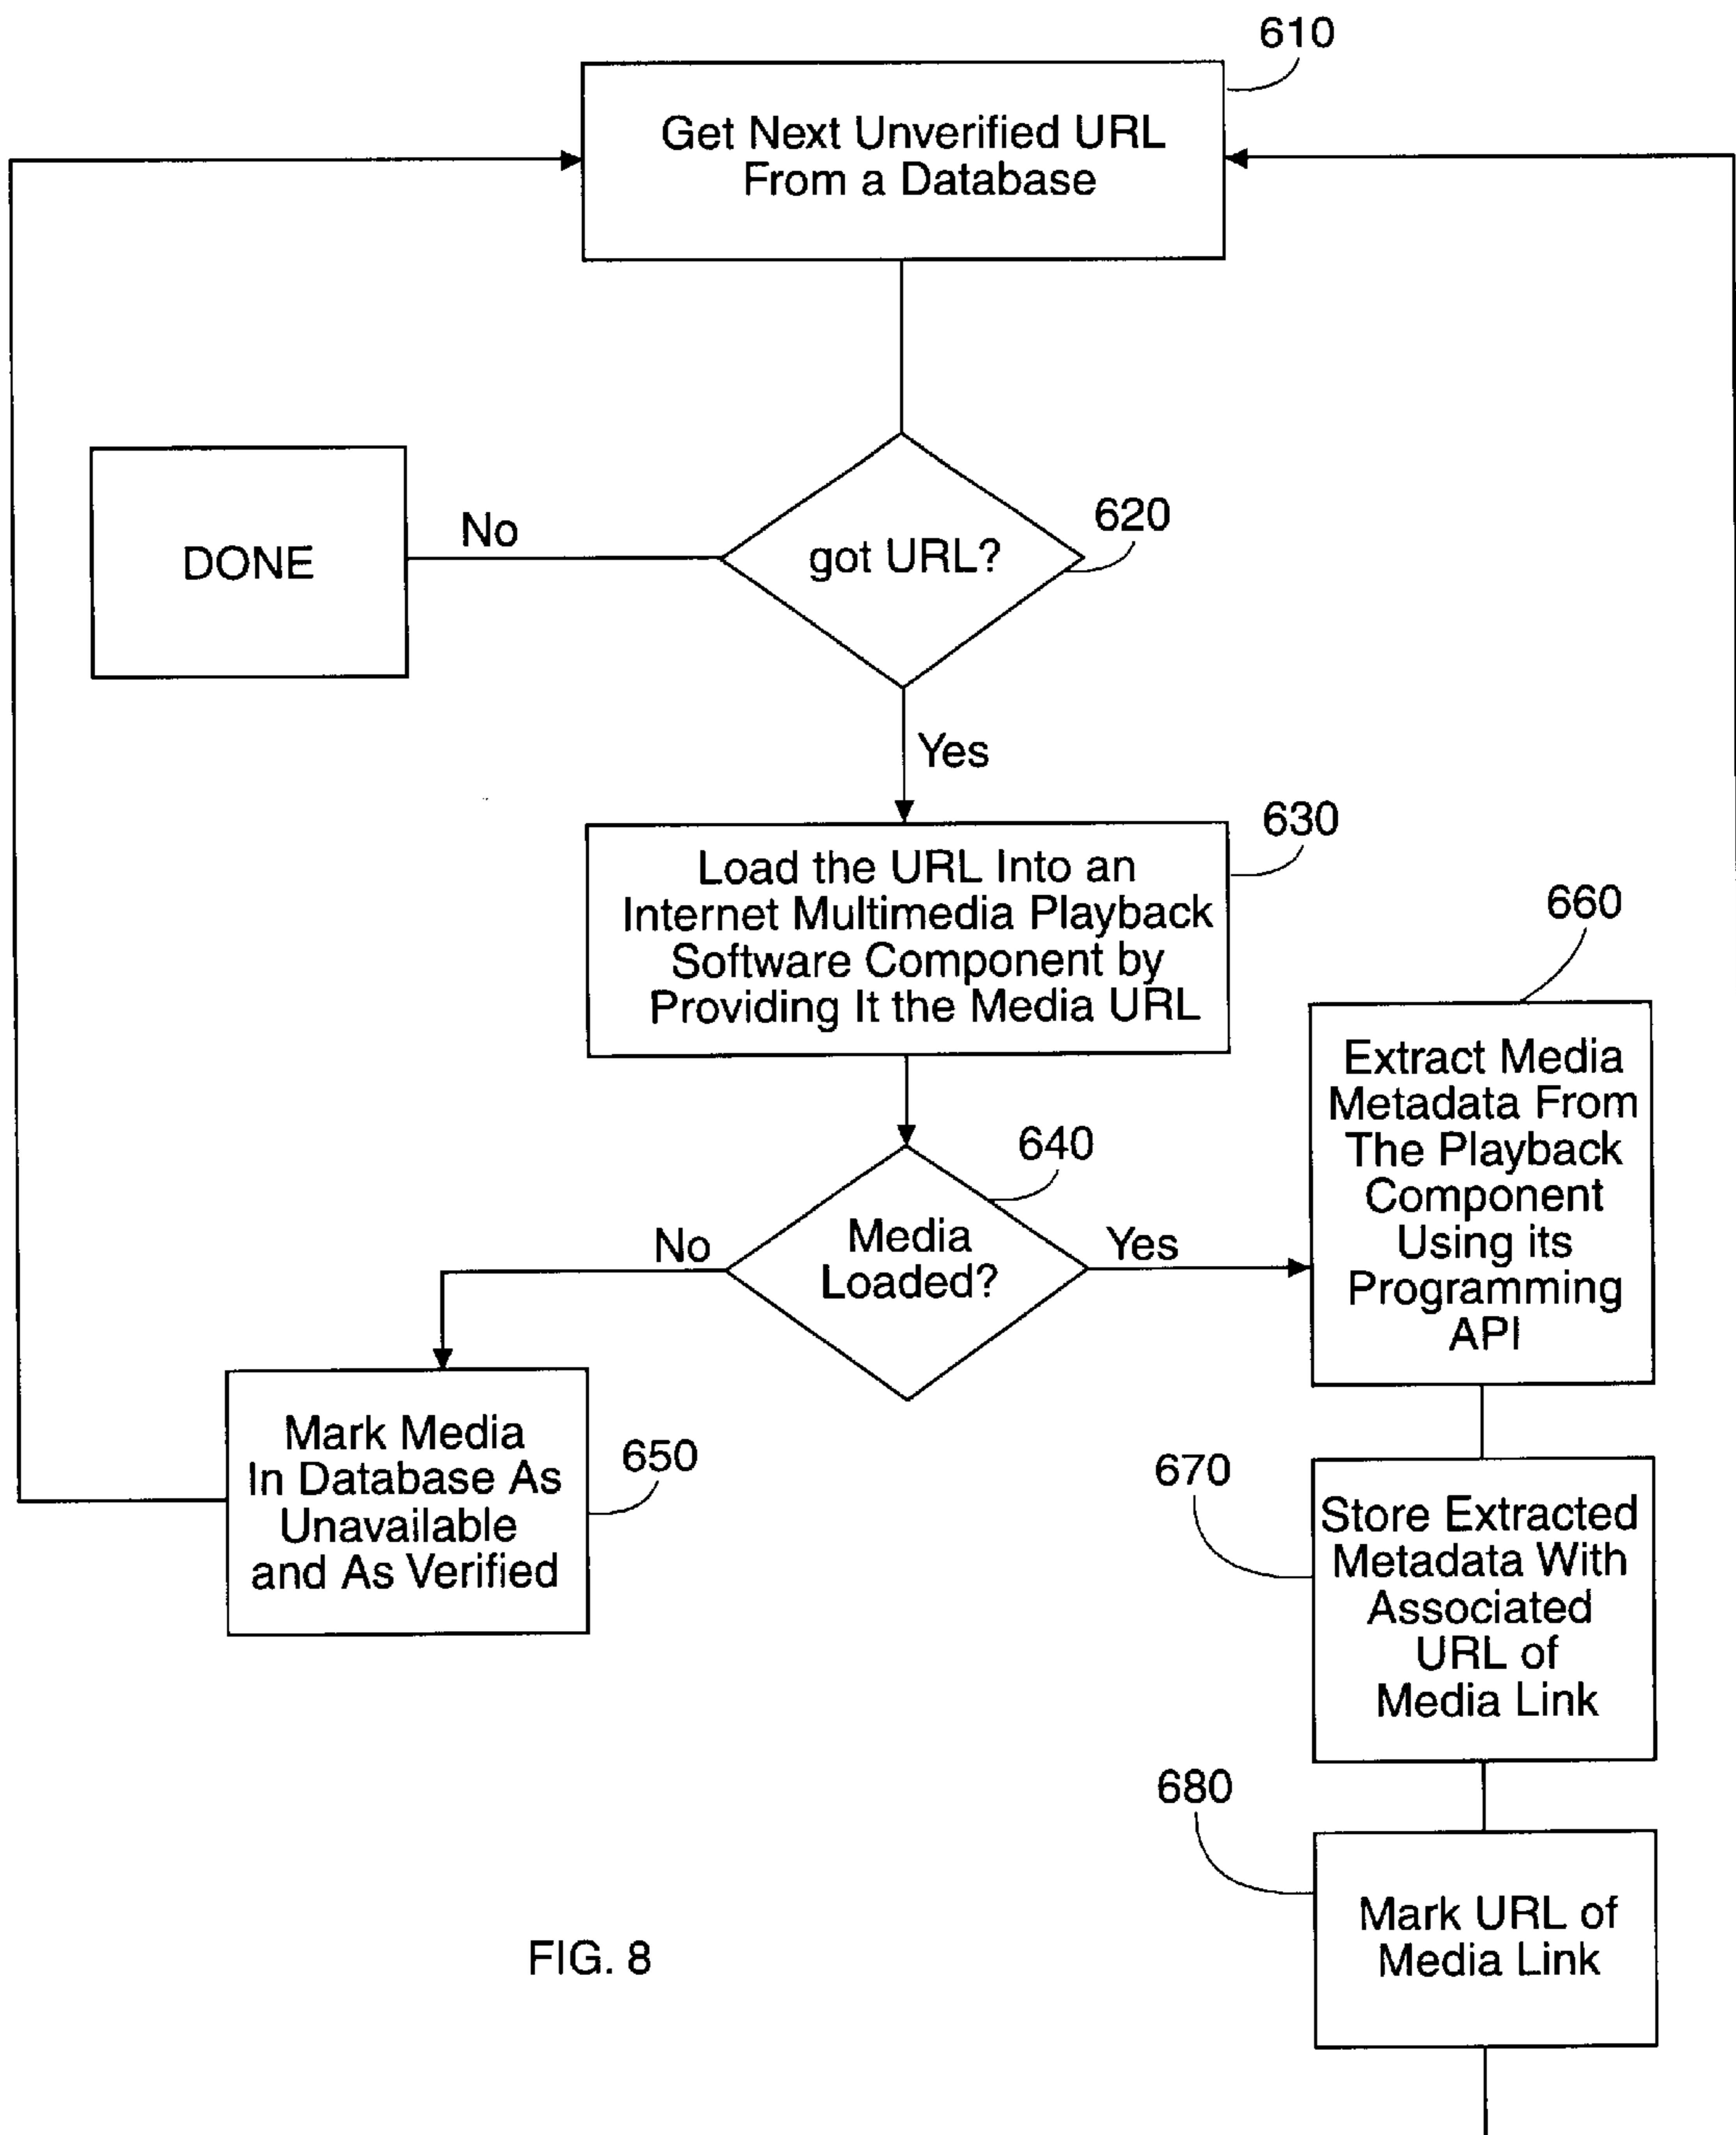 610
Get Next Unverified URL
From a Database
620
got URL?
No
DONE
Yes
630
Load the URL Into an
Internet Multimedia Playback
Software Component by
Providing It the Media URL
640
Media
Loaded?
No
Yes
650
Mark Media
In Database As
Unavailable
and As Verified
660
Extract Media
Metadata From
The Playback
Component
Using its
Programming
API
670
Store Extracted
Metadata With
Associated
URL of
Media Link
680
Mark URL of
Media Link
FIG. 8